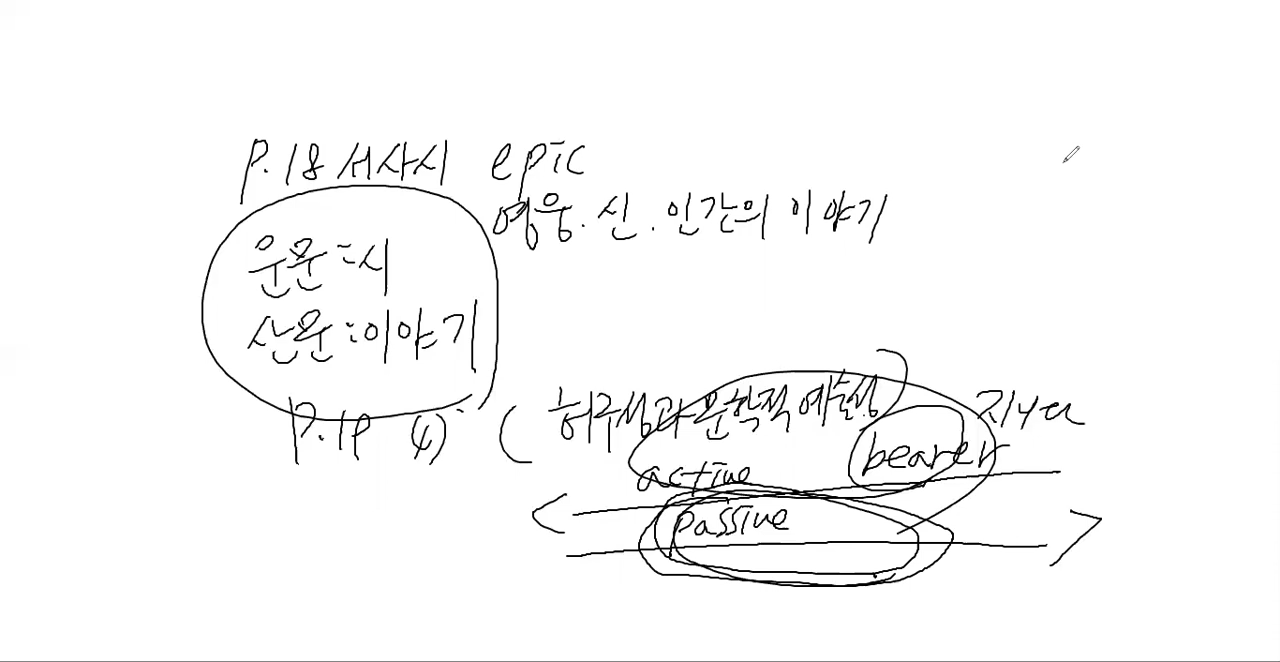 P.18 서사시 epic
영웅.신.인간의 이야기
운문:시
산문:이야기
P.19 (4) (허구성과 문학적 예술성)
active bearer
passive